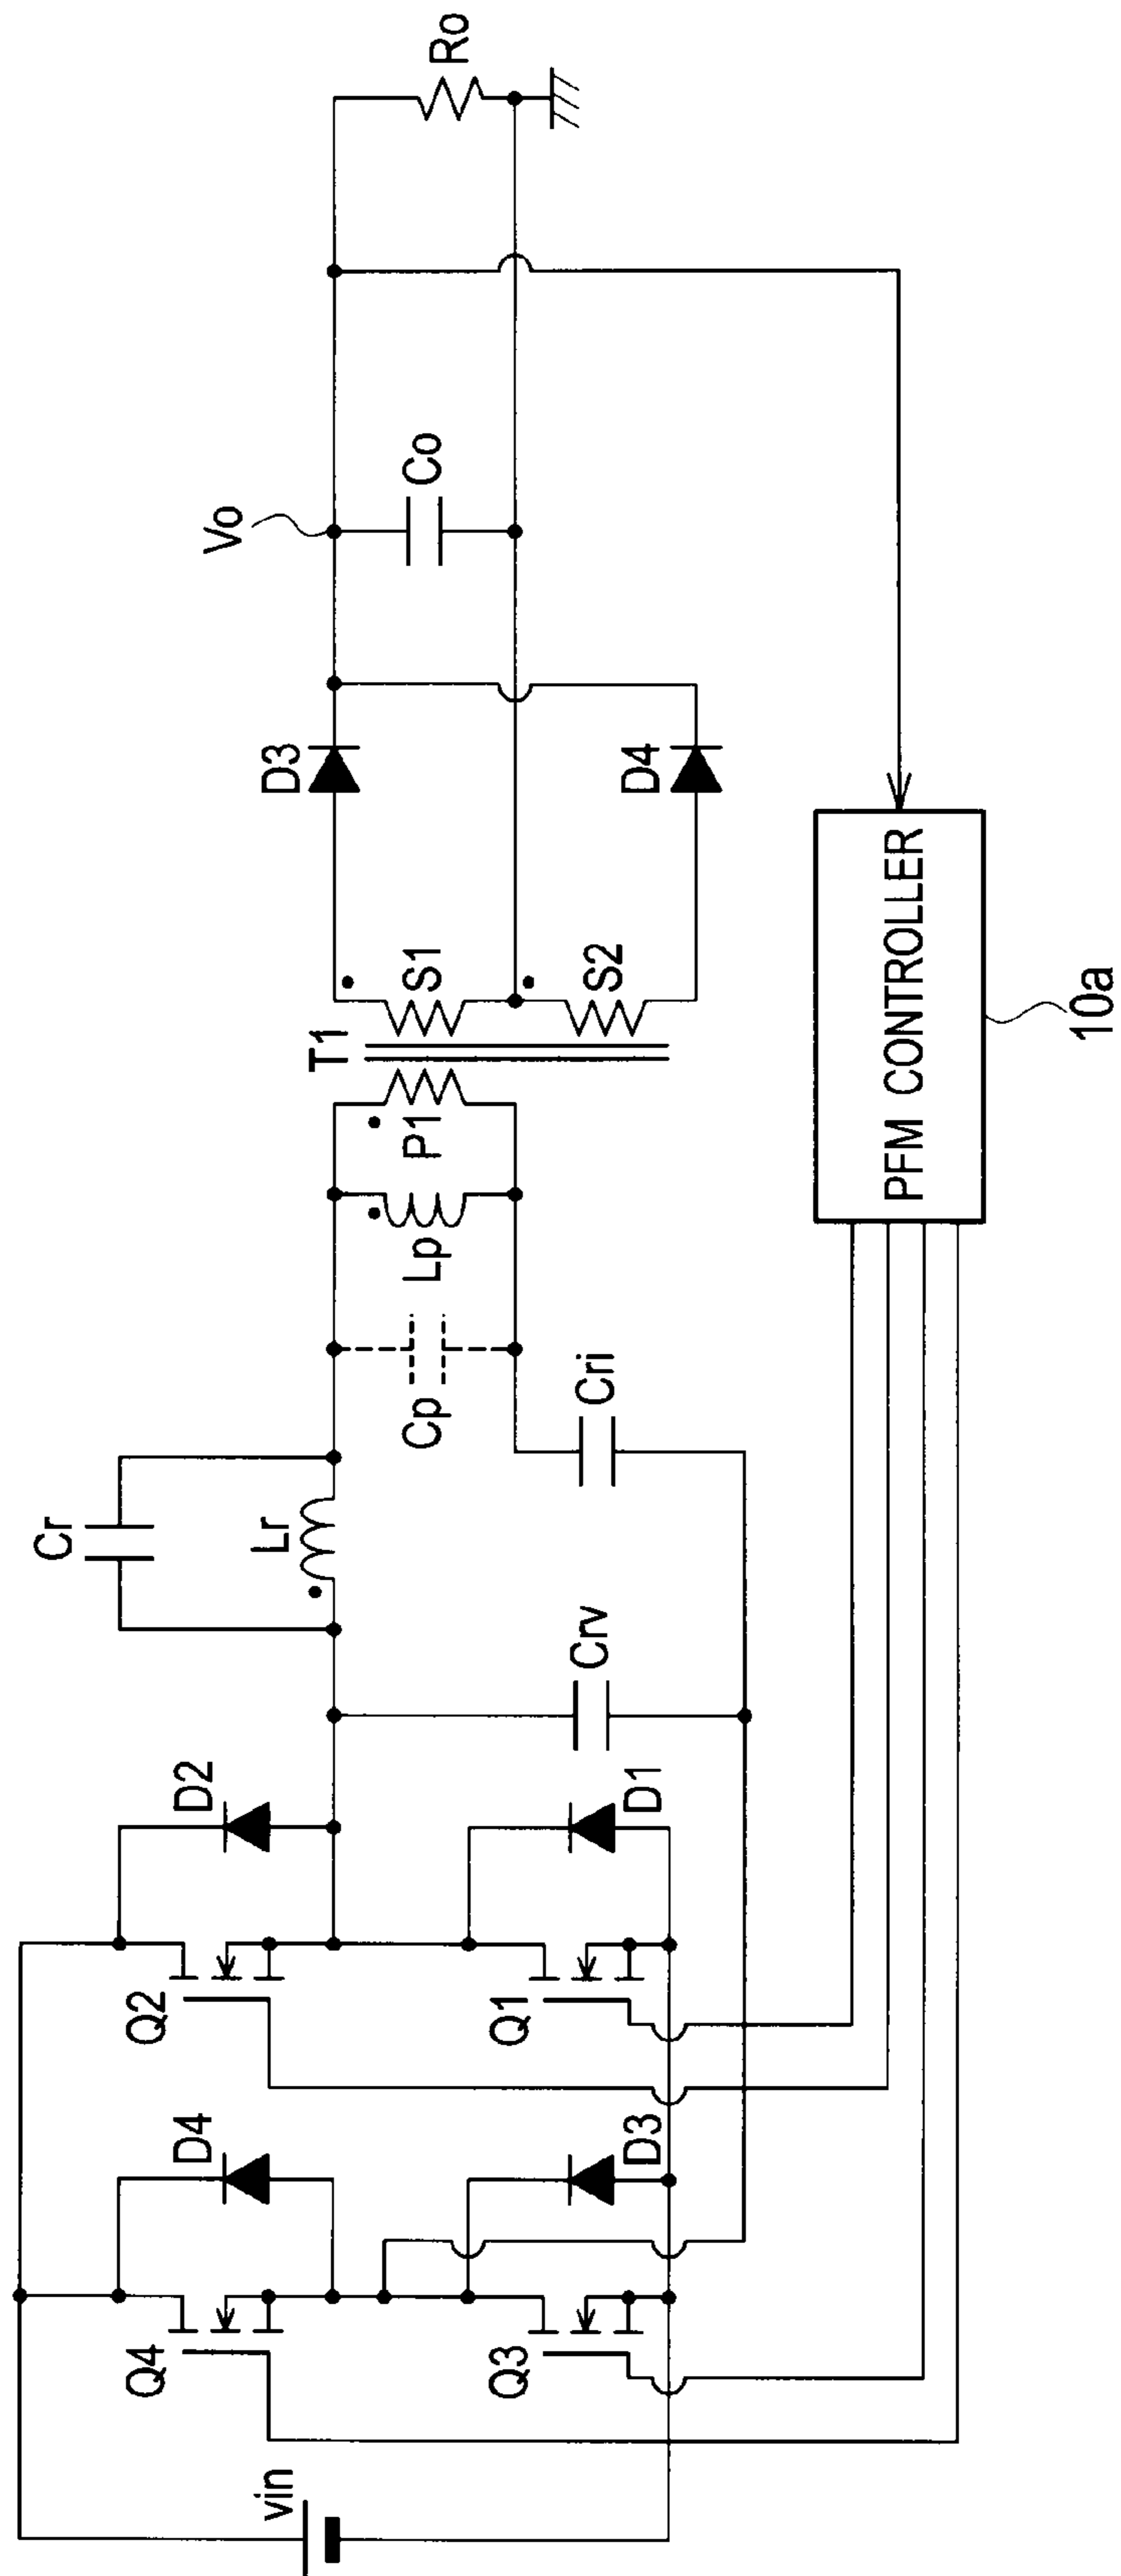 vin
Q4
D4
Q3
D3
Q2
D2
Q1
D1
Crv
Cr
Lr
Cri
Cp
Lp
P1
T1
S1
S2
D3
D4
Vo
Co
Ro
PFM CONTROLLER
10a